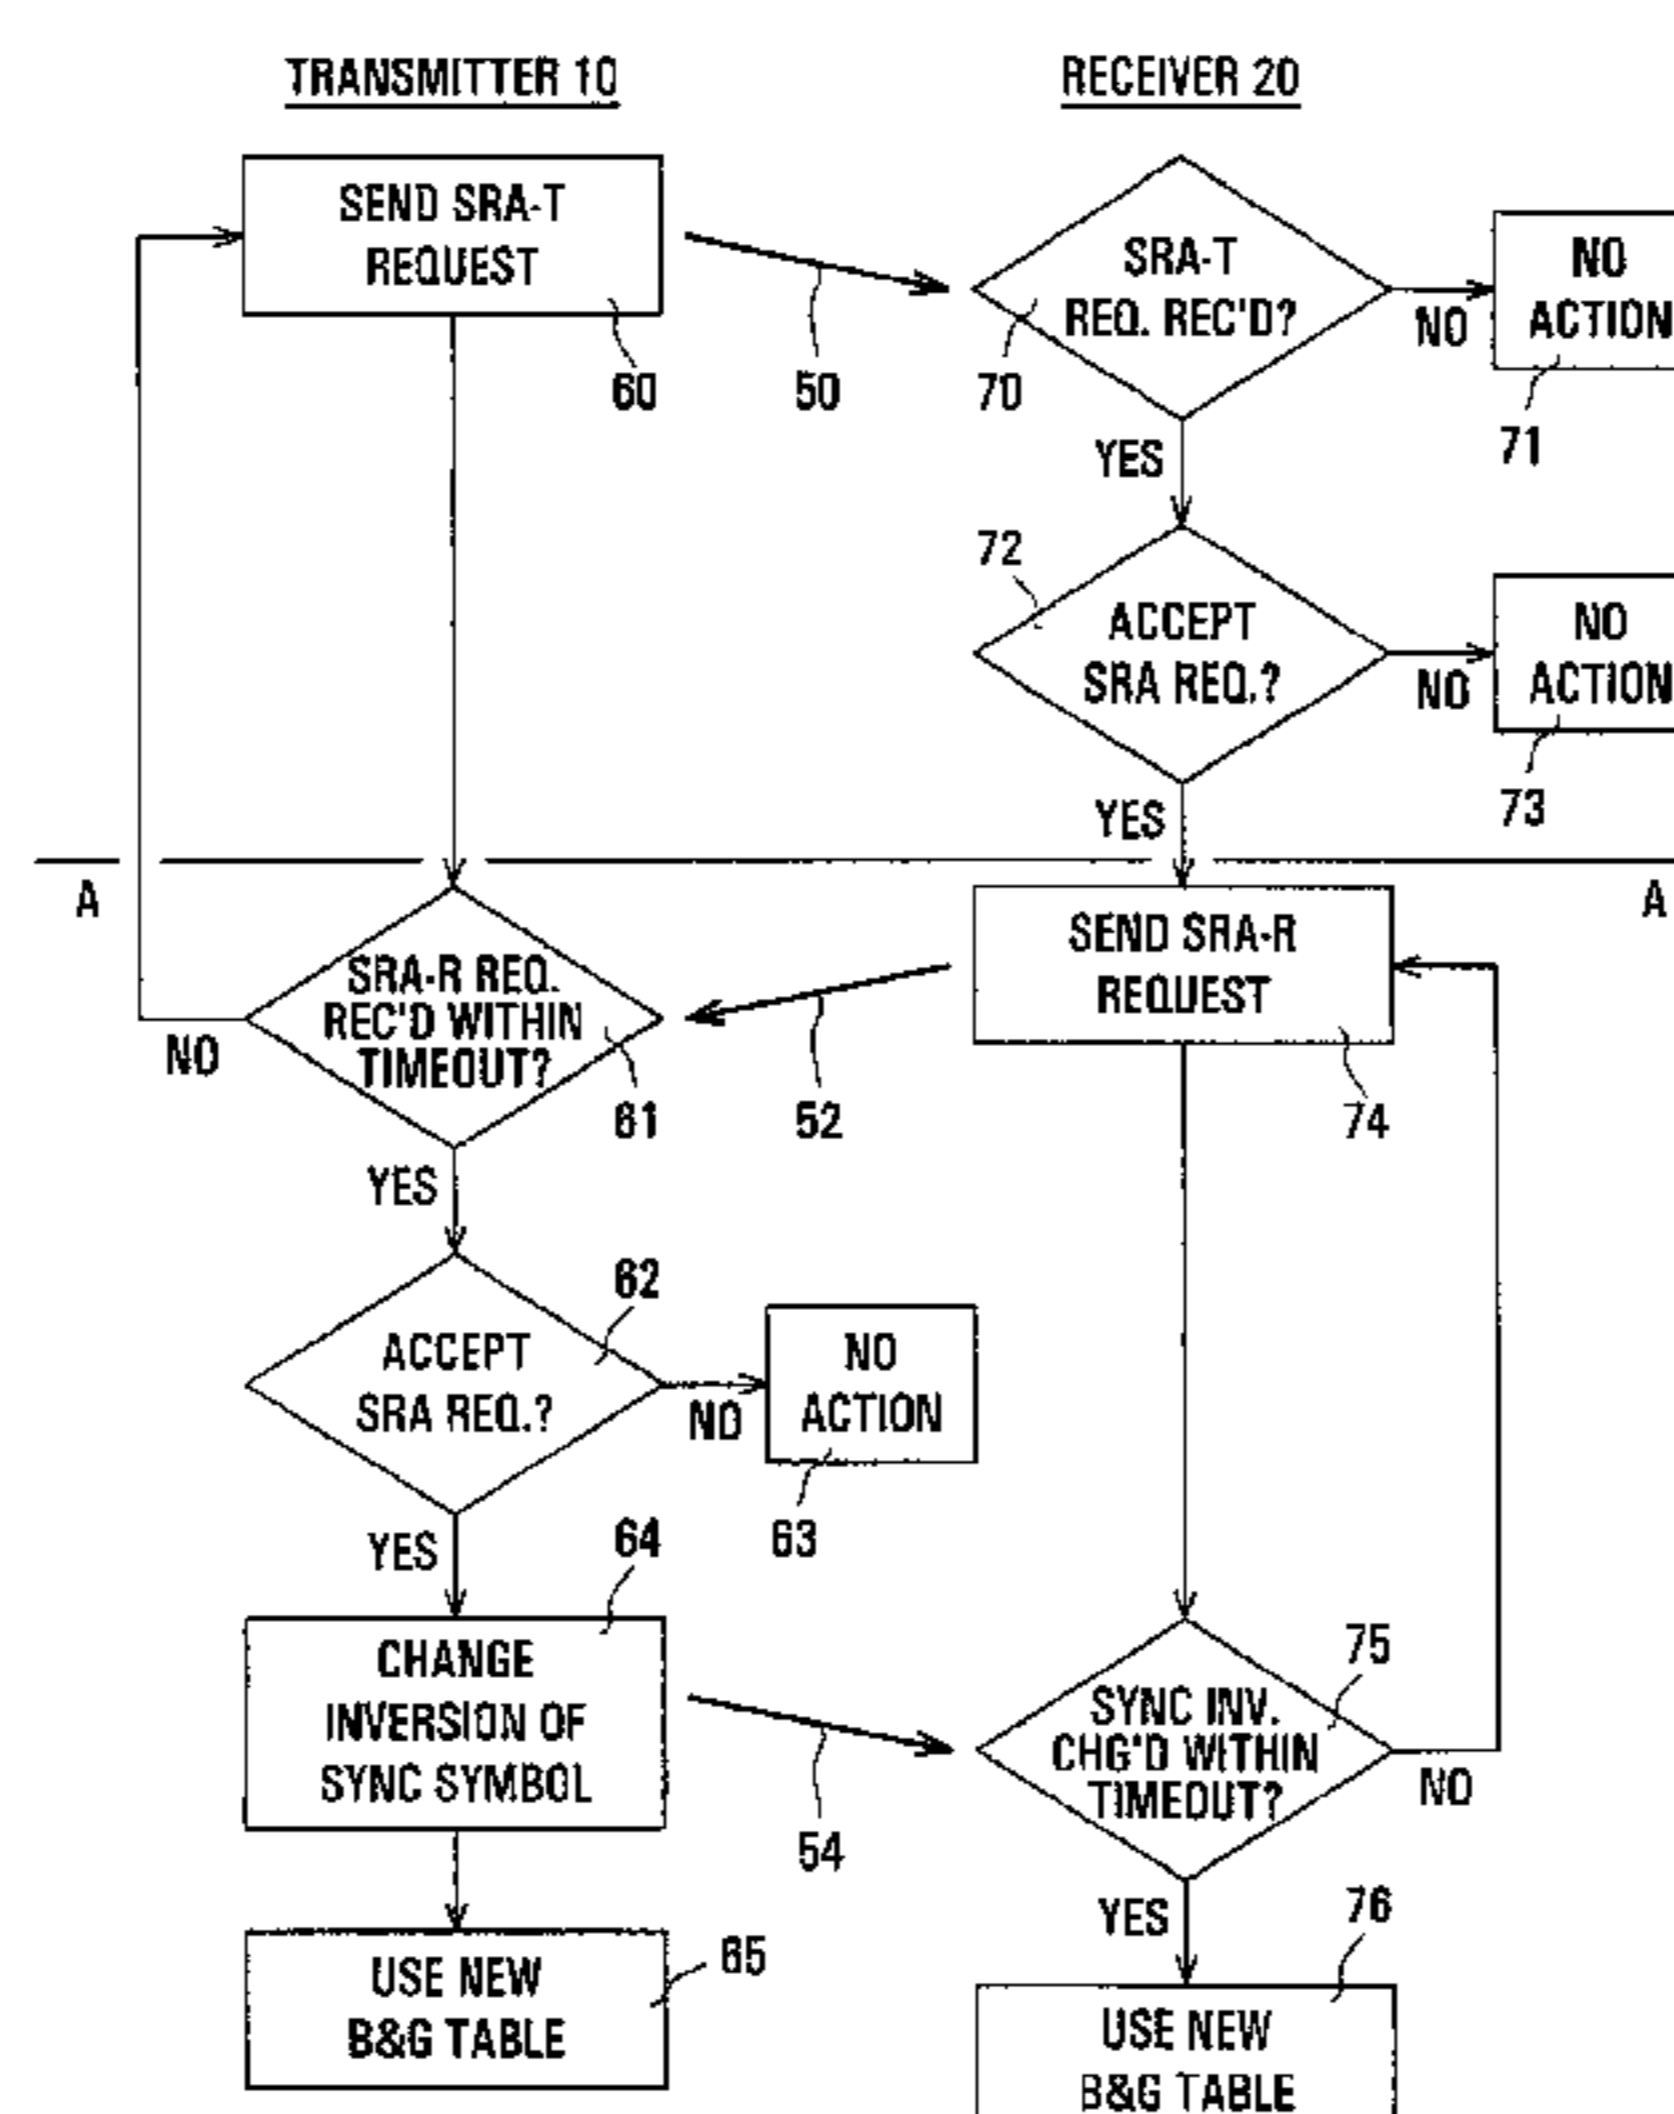 TRANSMITTER 10
RECEIVER 20
SEND SRA-T
REQUEST
60
50
SRA-T
REQ. REC'D?
70
NO
NO
ACTION
71
YES
72
ACCEPT
SRA REQ.?
NO
NO
ACTION
73
YES
A
A
SRA-R REQ.
REC'D WITHIN
TIMEOUT?
61
NO
52
SEND SRA-R
REQUEST
74
YES
62
ACCEPT
SRA REQ.?
NO
NO
ACTION
63
YES
64
CHANGE
INVERSION OF
SYNC SYMBOL
54
75
SYNC INV.
CHG'D WITHIN
TIMEOUT?
NO
YES
76
USE NEW
B&G TABLE
65
USE NEW
B&G TABLE